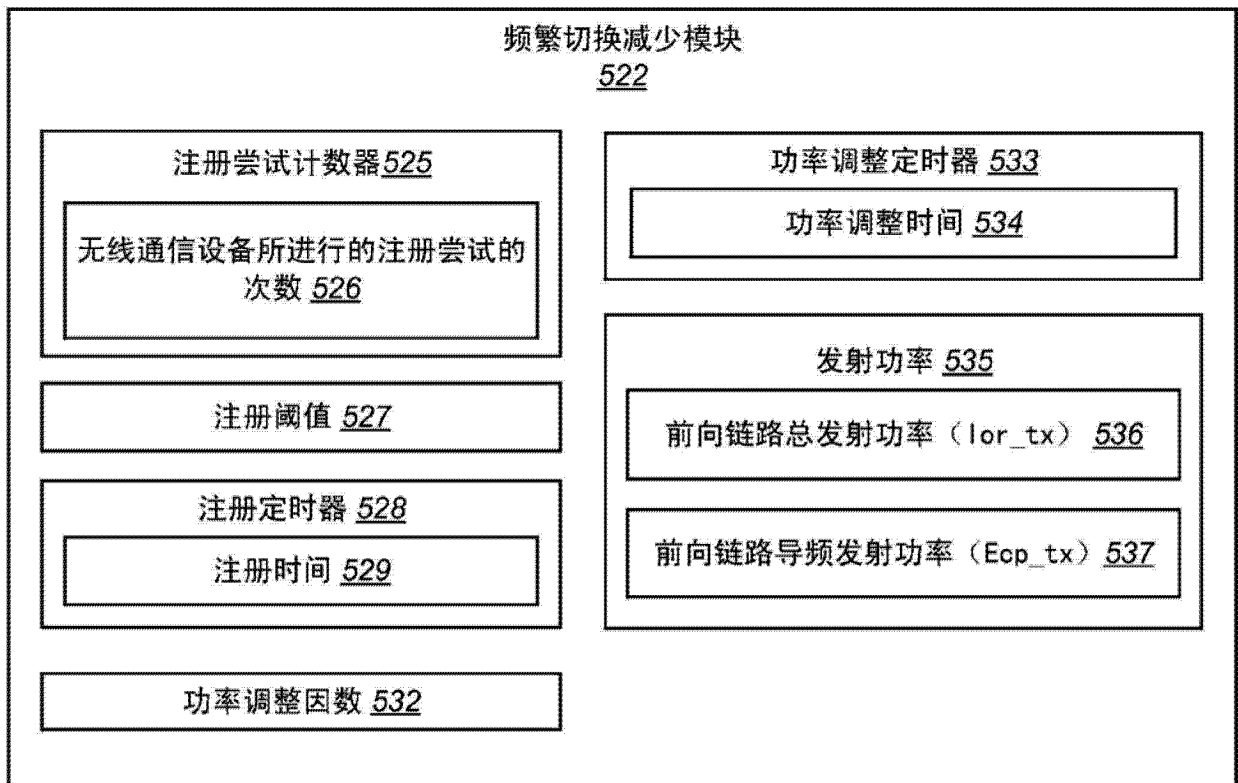 频繁切换减少模块
522
注册尝试计数器525
无线通信设备所进行的注册尝试的
次数 526
注册阈值 527
注册定时器 528
注册时间 529
功率调整因数 532
功率调整定时器 533
功率调整时间 534
发射功率 535
前向链路总发射功率（Ior_tx） 536
前向链路导频发射功率（Ecp_tx）537